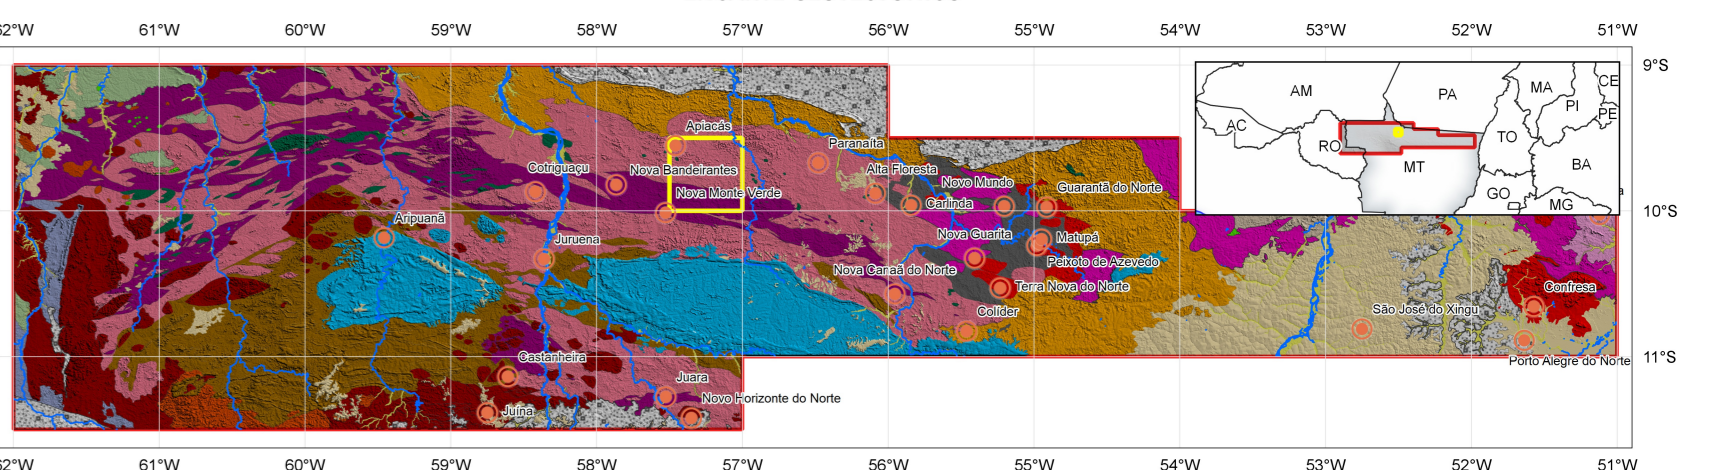 62°W 61°W 60°W 59°W 58°W 57°W 56°W 55°W 54°W 53°W 52°W 51°W
9°S
AM
PA
MA
CE
PI
PE
AC
RO
TO
MT
BA
GO
MG
a
Apiacás
Paranaíta
Cotriguaçu
Nova Bandeirantes
Alta Floresta
Novo Mundo
Guarantã do Norte
Nova Monte Verde
Carlinda
10°S
Aripuanã
Juruena
Nova Guarita
Matupá
Peixoto de Azevedo
Nova Canaã do Norte
Terra Nova do Norte
Confresa
Colíder
São José do Xingu
Castanheira
11°S
Porto Alegre do Norte
Juara
Novo Horizonte do Norte
Juína
62°W 61°W 60°W 59°W 58°W 57°W 56°W 55°W 54°W 53°W 52°W 51°W